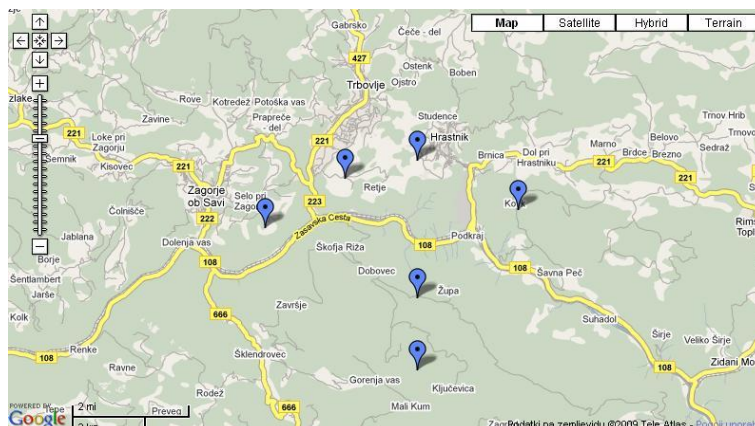 Gabrsko
Čeče - del
Map Satellite Hybrid Terrain
427
Ostenk
Ojstro
Boben
Trbovlje
Kotredež
Potoška vas
Rove
Zavine
Prapreče
- del
Studence
Hrastnik
Trnov Hrib
221
Loke pri
Zagorju
Semnik
Kisovec
221
221
Brnica
Dol pri
Hrastniku
Marno
Belovo
Brdce
Brezno
Sedraž
221
221
Retje
Zagorje
ob Savi
Selo pri
223
222
Čolnišče
Jablana
Dolenja vas
Zasavska Cesta
Škofja Riža
108
Podkraj
108
Borje
Šentlambert
Jarše
Kolk
Dobovec
108
Šavna Peč
Župa
Završje
666
Suhadol
Širje
Veliko Širje
Renke
108
Šklendrovec
Ravne
108
Zidani
Gorenja vas
Ključevica
Rodež
Mali Kum
666
POWERED BY
Google
2 mi
Preveg
Podatki na zemljevidu ©2009 Tele Atlas -